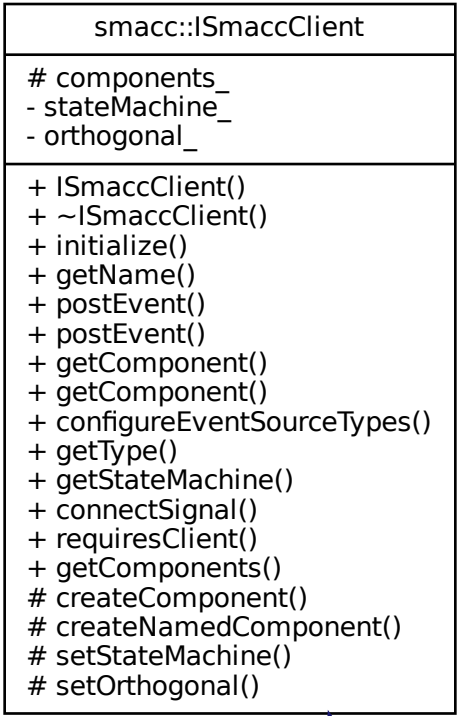 smacc::ISmaccClient
# components_
- stateMachine_
- orthogonal_
+ ISmaccClient()
+ ~ISmaccClient()
+ initialize()
+ getName()
+ postEvent()
+ postEvent()
+ getComponent()
+ getComponent()
+ configureEventSourceTypes()
+ getType()
+ getStateMachine()
+ connectSignal()
+ requiresClient()
+ getComponents()
# createComponent()
# createNamedComponent()
# setStateMachine()
# setOrthogonal()